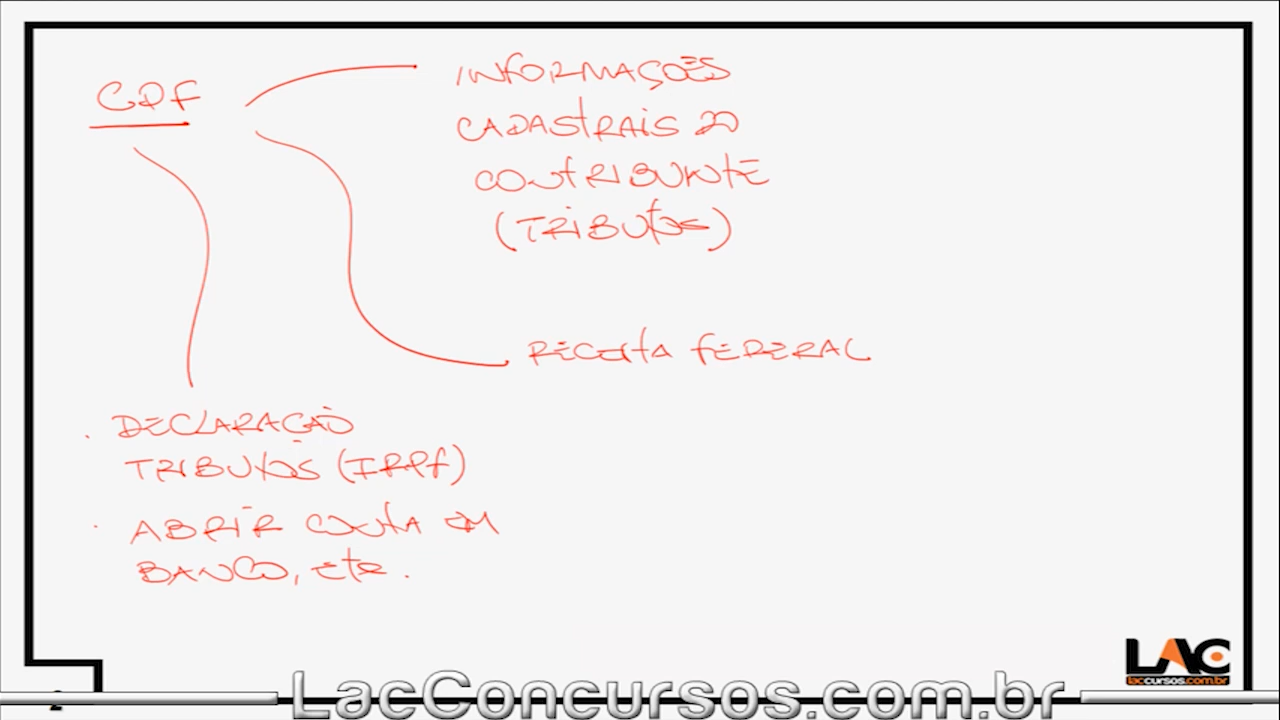 CPF
INFORMAÇÕES
CADASTRAIS DO
CONTRIBUINTE
(TRIBUTOS)
RECEITA FEDERAL
. DECLARAÇÃO
TRIBUTOS (IRPF)
. ABRIR CONTA EM
BANCO, ETC.
LAC
laccursos.com.br
LacConcursos.com.br
2